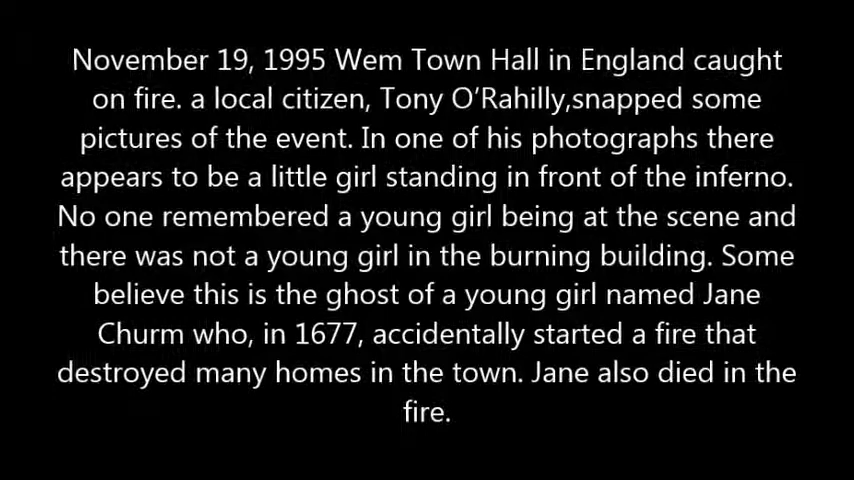 November 19, 1995 Wem Town Hall in England caught
on fire. a local citizen, Tony O’Rahilly,snapped some
pictures of the event. In one of his photographs there
appears to be a little girl standing in front of the inferno.
No one remembered a young girl being at the scene and
there was not a young girl in the burning building. Some
believe this is the ghost of a young girl named Jane
Churm who, in 1677, accidentally started a fire that
destroyed many homes in the town. Jane also died in the
fire.